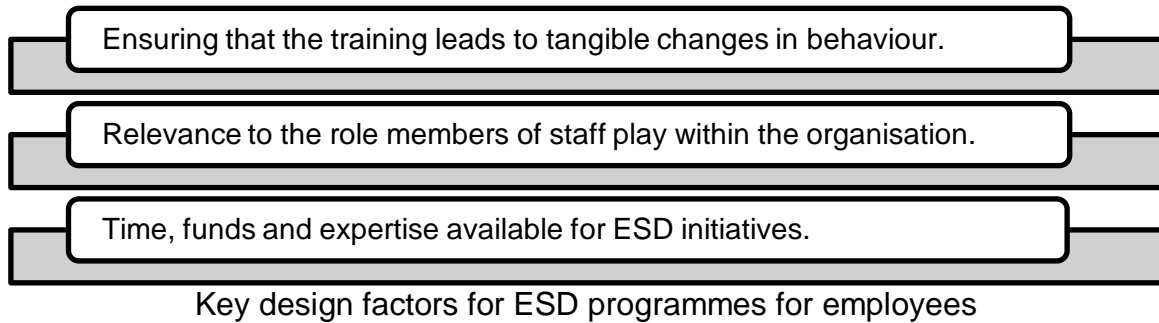 Ensuring that the training leads to tangible changes in behaviour.
Relevance to the role members of staff play within the organisation.
Time, funds and expertise available for ESD initiatives.
Key design factors for ESD programmes for employees